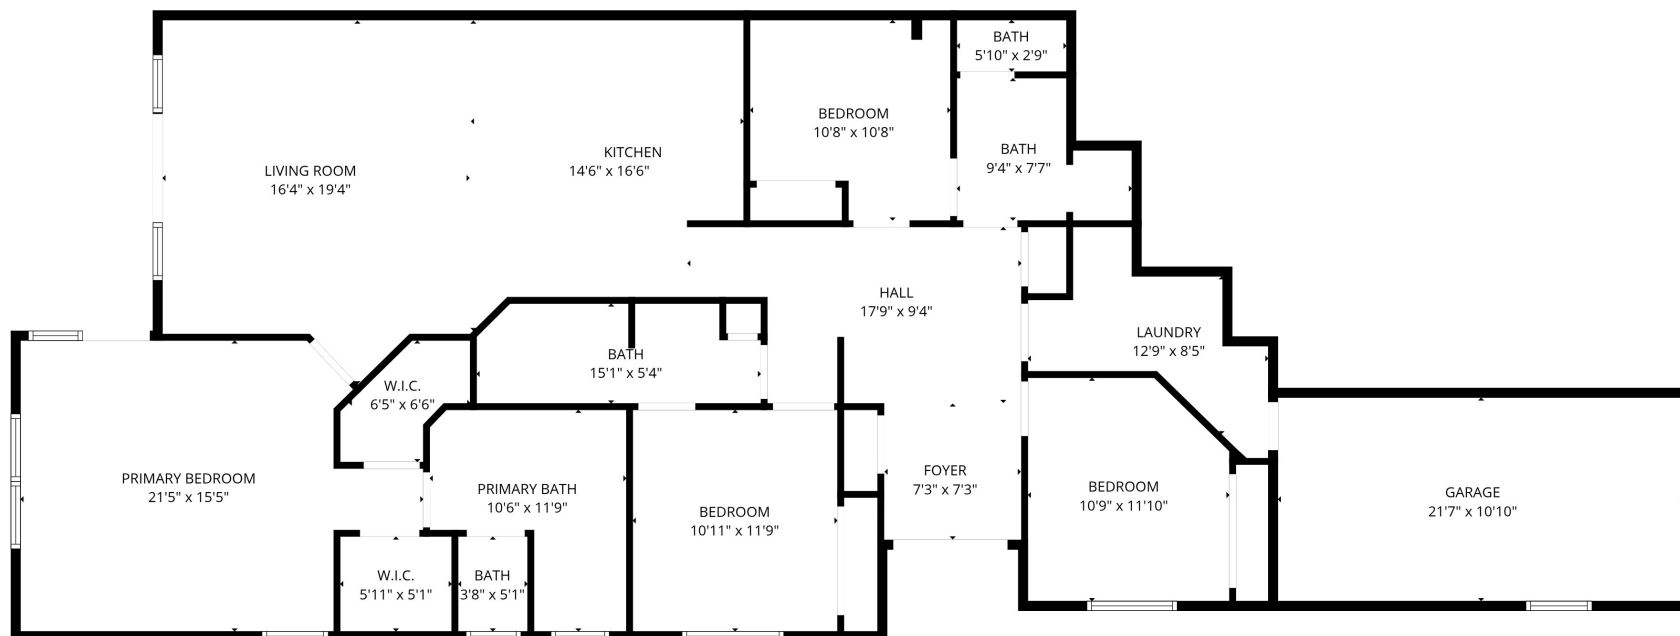 BATH
5'10" x 2'9"
BEDROOM
10'8" x 10'8"
KITCHEN
14'6" x 16'6"
BATH
9'4" x 7'7"
LIVING ROOM
16'4" x 19'4"
HALL
17'9" x 9'4"
LAUNDRY
12'9" x 8'5"
BATH
15'1" x 5'4"
W.I.C.
6'5" x 6'6"
PRIMARY BEDROOM
21'5" x 15'5"
PRIMARY BATH
10'6" x 11'9"
BEDROOM
10'11" x 11'9"
FOYER
7'3" x 7'3"
BEDROOM
10'9" x 11'10"
GARAGE
21'7" x 10'10"
W.I.C.
5'11" x 5'1"
BATH
3'8" x 5'1"